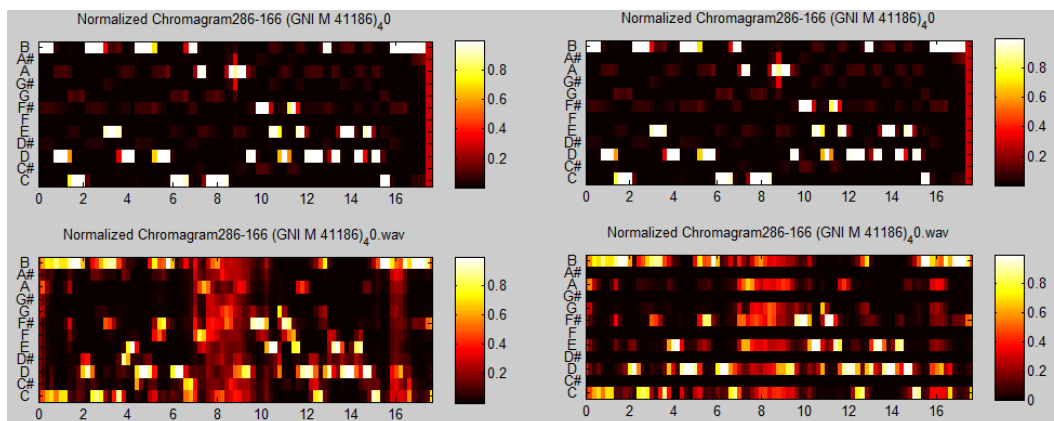 Normalized Chromagram286-166 (GNI M 41186)40
B
A#
A
G#
G
F#
F
E
D#
D
C#
C
0 2 4 6 8 10 12 14 16
0.8
0.6
0.4
0.2
Normalized Chromagram286-166 (GNI M 41186)40
B
A#
A
G#
G
F#
F
E
D#
D
C#
C
0 2 4 6 8 10 12 14 16
0.8
0.6
0.4
0.2
Normalized Chromagram286-166 (GNI M 41186)40.wav
B
A#
A
G#
G
F#
F
E
D#
D
C#
C
0 2 4 6 8 10 12 14 16
0.8
0.6
0.4
0.2
Normalized Chromagram286-166 (GNI M 41186)40.wav
B
A#
A
G#
G
F#
F
E
D#
D
C#
C
0 2 4 6 8 10 12 14 16
0.8
0.6
0.4
0.2
0